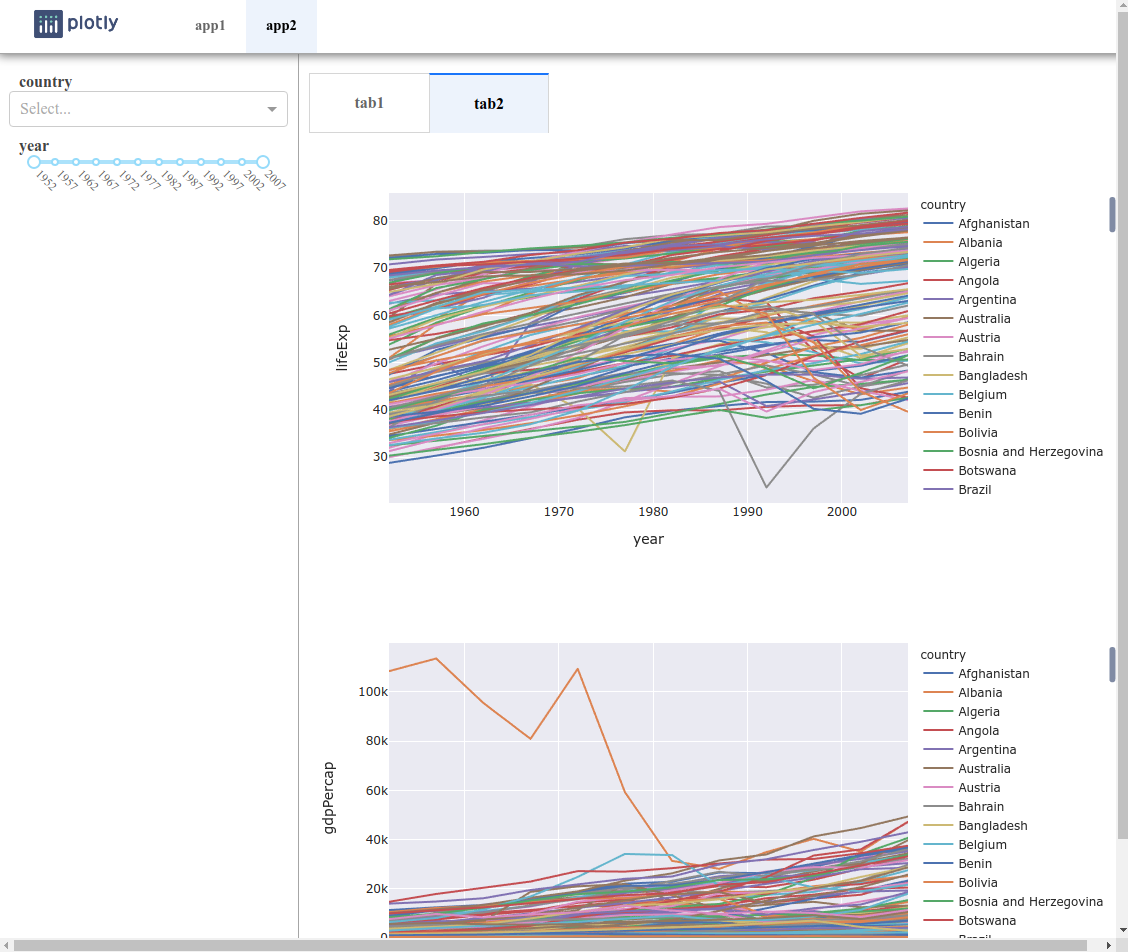 plotly
app1
app2
country
Select...
year
1952 1957 1962 1967 1972 1977 1982 1987 1992 1997 2002 2007
tab1
tab2
80
70
60
50
40
30
lifeExp
1960 1970 1980 1990 2000
year
country
Afghanistan
Albania
Algeria
Angola
Argentina
Australia
Austria
Bahrain
Bangladesh
Belgium
Benin
Bolivia
Bosnia and Herzegovina
Botswana
Brazil
100k
80k
60k
40k
20k
0
gdpPercap
country
Afghanistan
Albania
Algeria
Angola
Argentina
Australia
Austria
Bahrain
Bangladesh
Belgium
Benin
Bolivia
Bosnia and Herzegovina
Botswana